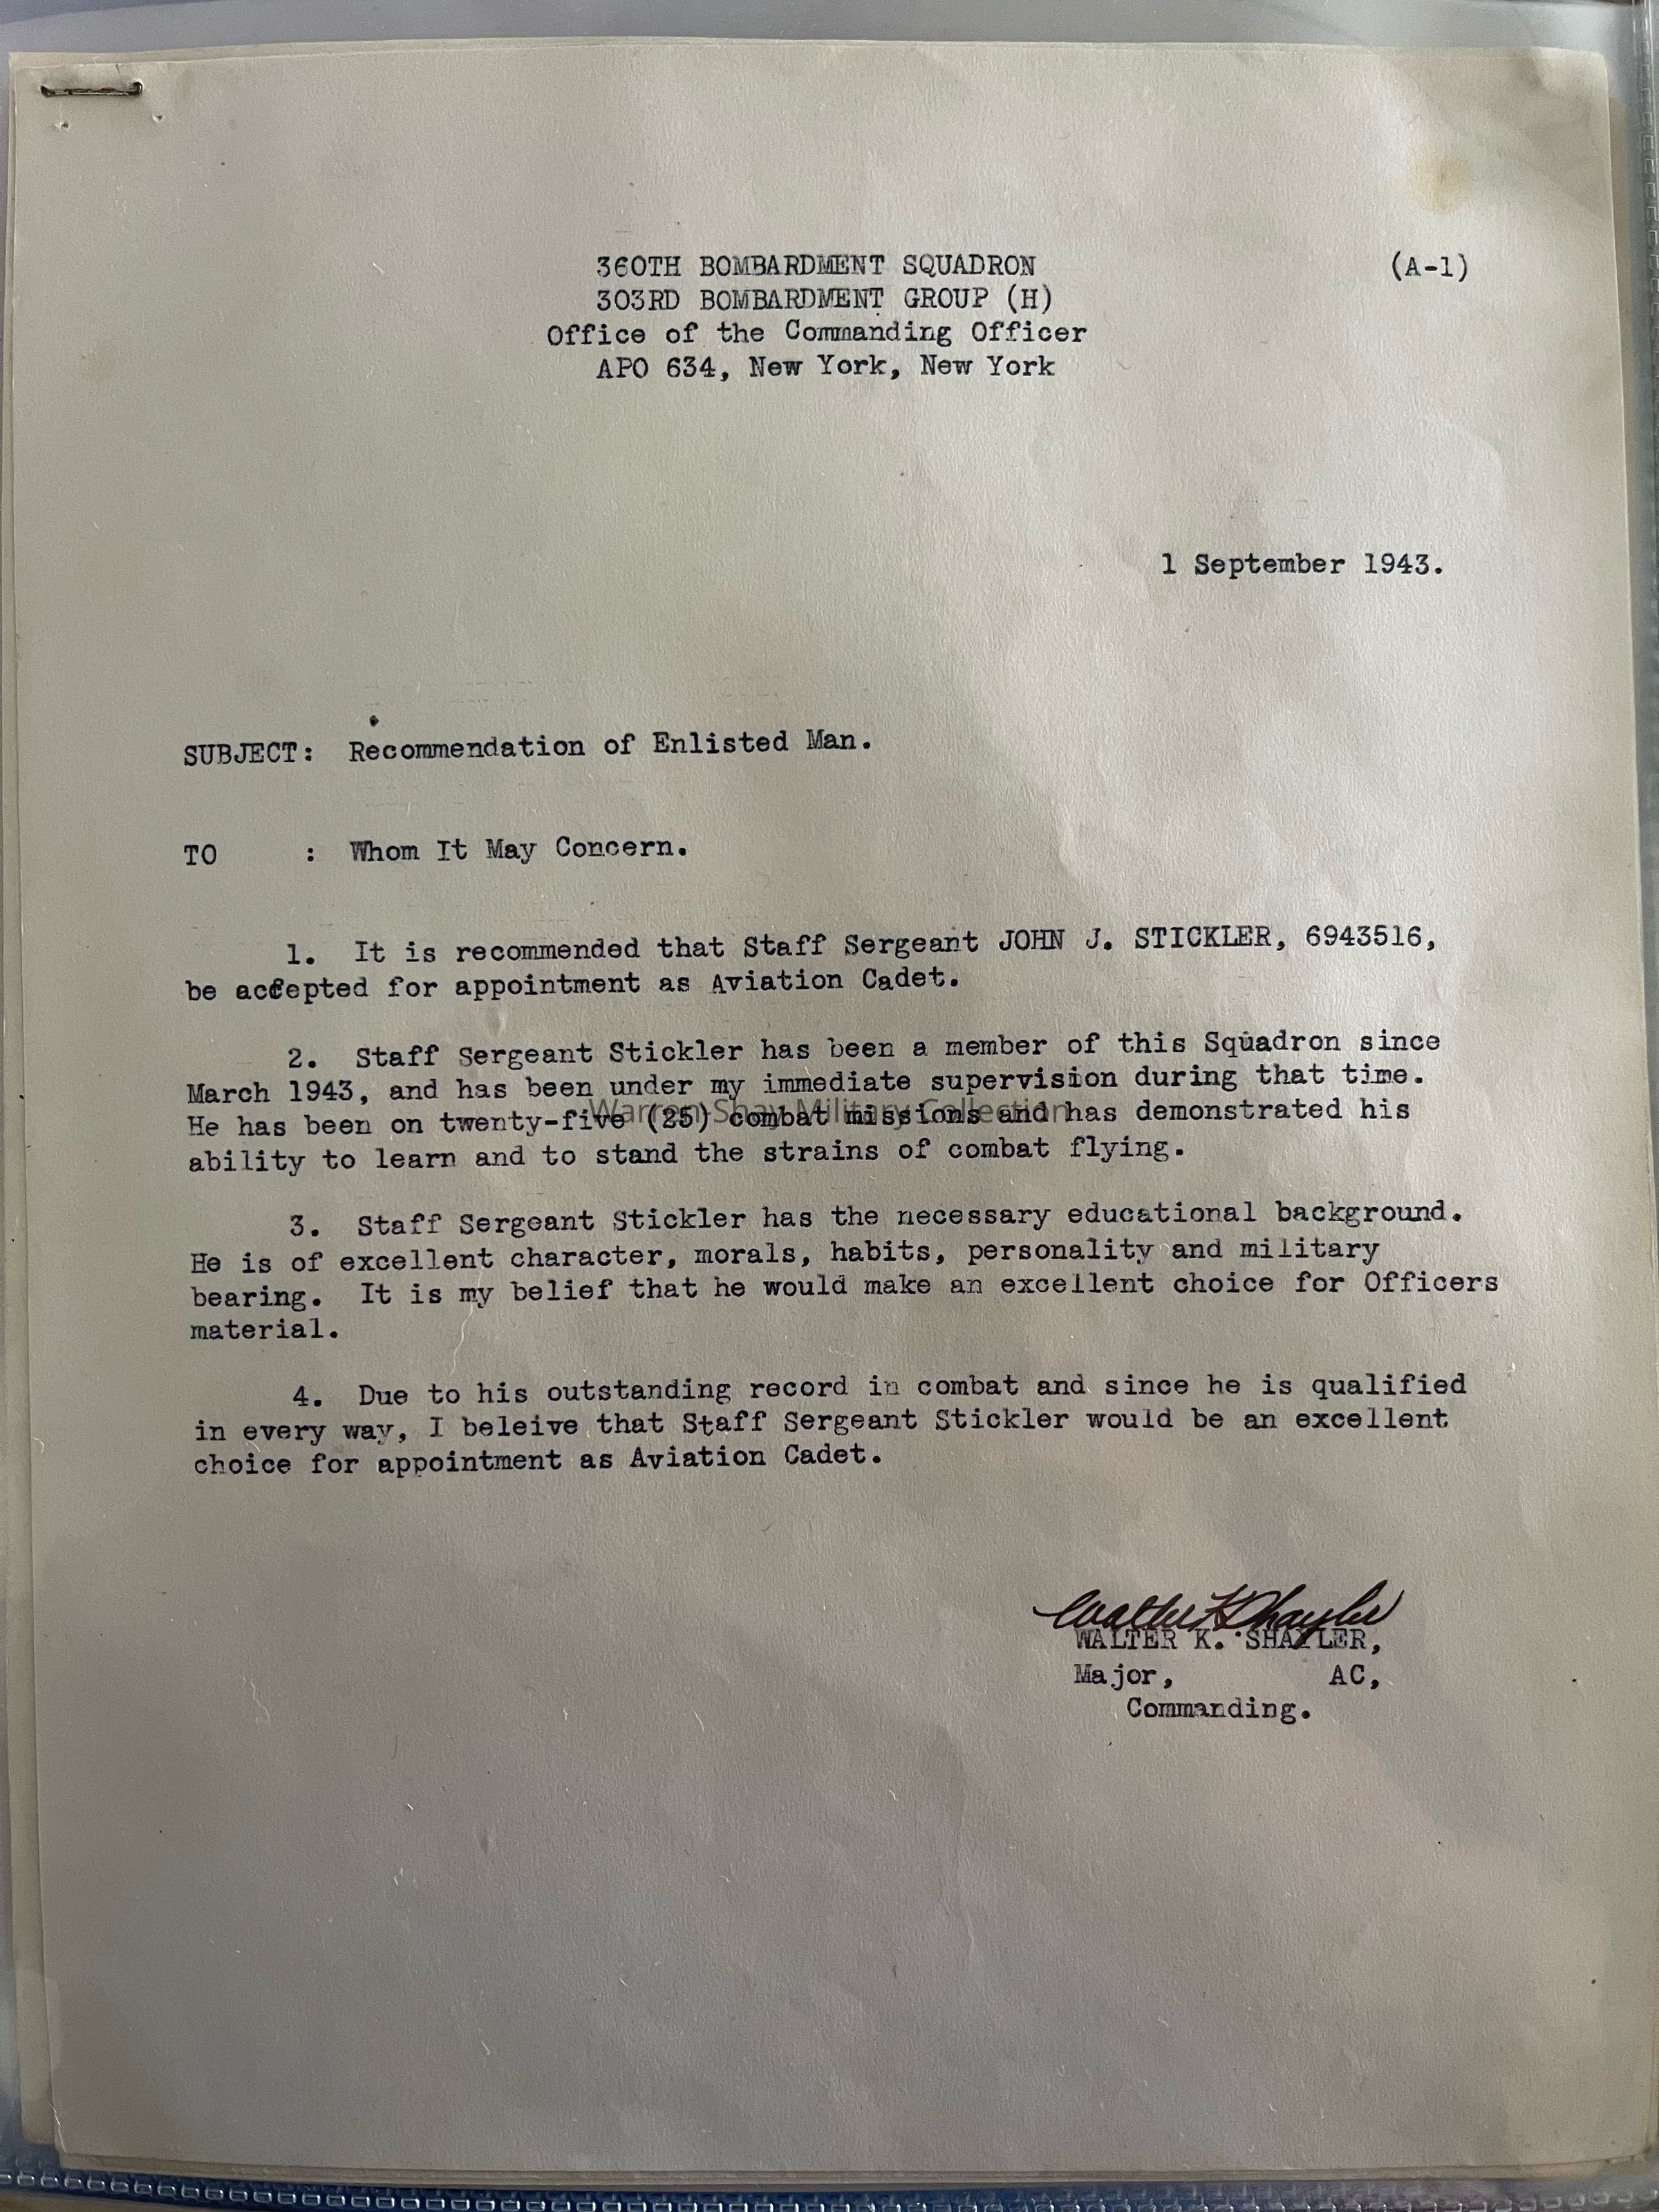 360TH BOMBARDMENT SQUADRON (A-1)
303RD BOMBARDMENT GROUP (H)
Office of the Commanding Officer
APO 634, New York, New York
1 September 1943.
SUBJECT: Recommendation of Enlisted Man.
TO : Whom It May Concern.
1. It is recommended that Staff Sergeant JOHN J. STICKLER, 6943516,
be accepted for appointment as Aviation Cadet.
2. Staff Sergeant Stickler has been a member of this Squadron since
March 1943, and has been under my immediate supervision during that time.
He has been on twenty-five (25) combat missions and has demonstrated his
Warren Shay Military Collection
ability to learn and to stand the strains of combat flying.
3. Staff Sergeant Stickler has the necessary educational background.
He is of excellent character, morals, habits, personality and military
bearing. It is my belief that he would make an excellent choice for Officers
material.
4. Due to his outstanding record in combat and since he is qualified
in every way, I beleive that Staff Sergeant Stickler would be an excellent
choice for appointment as Aviation Cadet.
Walter K Shayler
WALTER K. SHAYLER,
Major, AC,
Commanding.